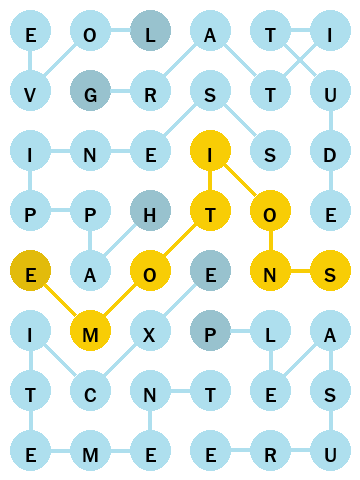 E O L A T I
V G R S T U
I N E I S D
P P H T O E
E A O E N S
I M X P L A
T C N T E S
E M E E R U